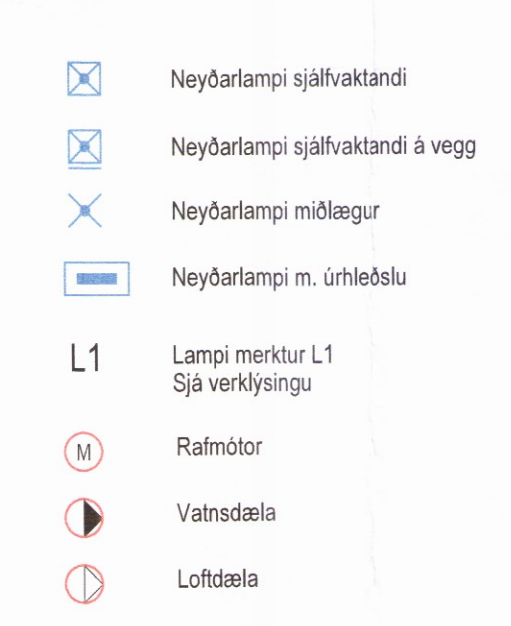 Neyðarlampi sjálfvaktandi
Neyðarlampi sjálfvaktandi á vegg
Neyðarlampi miðlægur
Neyðarlampi m. úrhleðslu
L1 Lampi merktur L1
Sjá verklýsingu
M Rafmótor
Vatnsdæla
Loftdæla